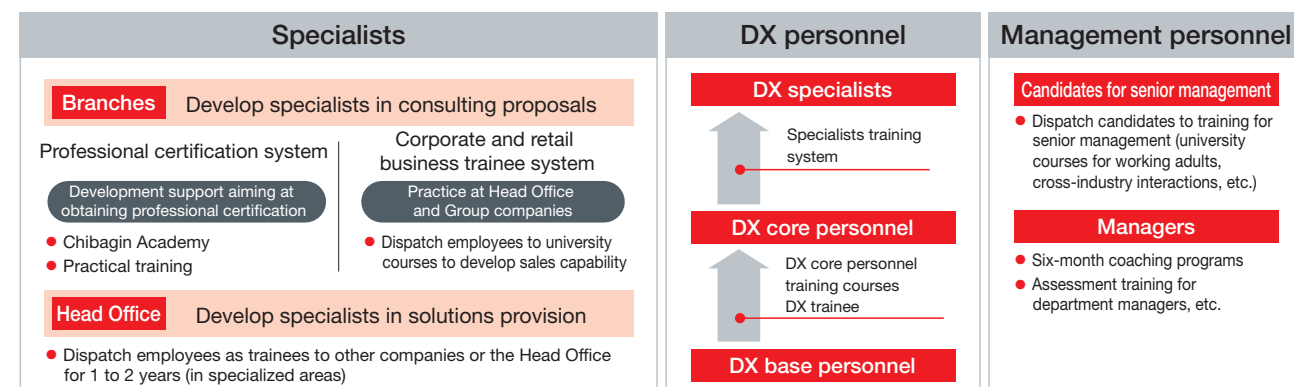 Specialists
Branches Develop specialists in consulting proposals
Professional certification system
Development support aiming at
obtaining professional certification
● Chibagin Academy
● Practical training
Corporate and retail
business trainee system
Practice at Head Office
and Group companies
● Dispatch employees to university
courses to develop sales capability
Head Office Develop specialists in solutions provision
● Dispatch employees as trainees to other companies or the Head Office
for 1 to 2 years (in specialized areas)
DX personnel
DX specialists
Specialists training
system
DX core personnel
DX core personnel
training courses
DX trainee
DX base personnel
Management personnel
Candidates for senior management
● Dispatch candidates to training for
senior management (university
courses for working adults,
cross-industry interactions, etc.)
Managers
● Six-month coaching programs
● Assessment training for
department managers, etc.